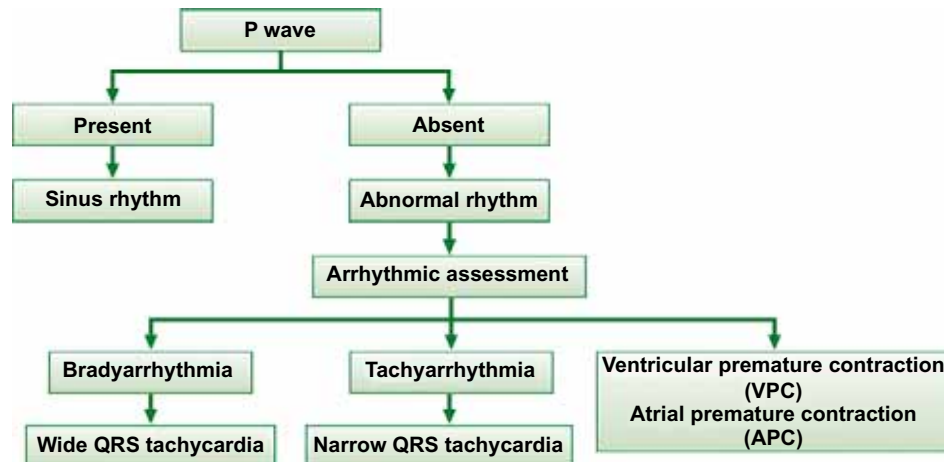 P wave
Present
Absent
Sinus rhythm
Abnormal rhythm
Arrhythmic assessment
Bradyarrhythmia
Tachyarrhythmia
Ventricular premature contraction
(VPC)
Atrial premature contraction
(APC)
Wide QRS tachycardia
Narrow QRS tachycardia